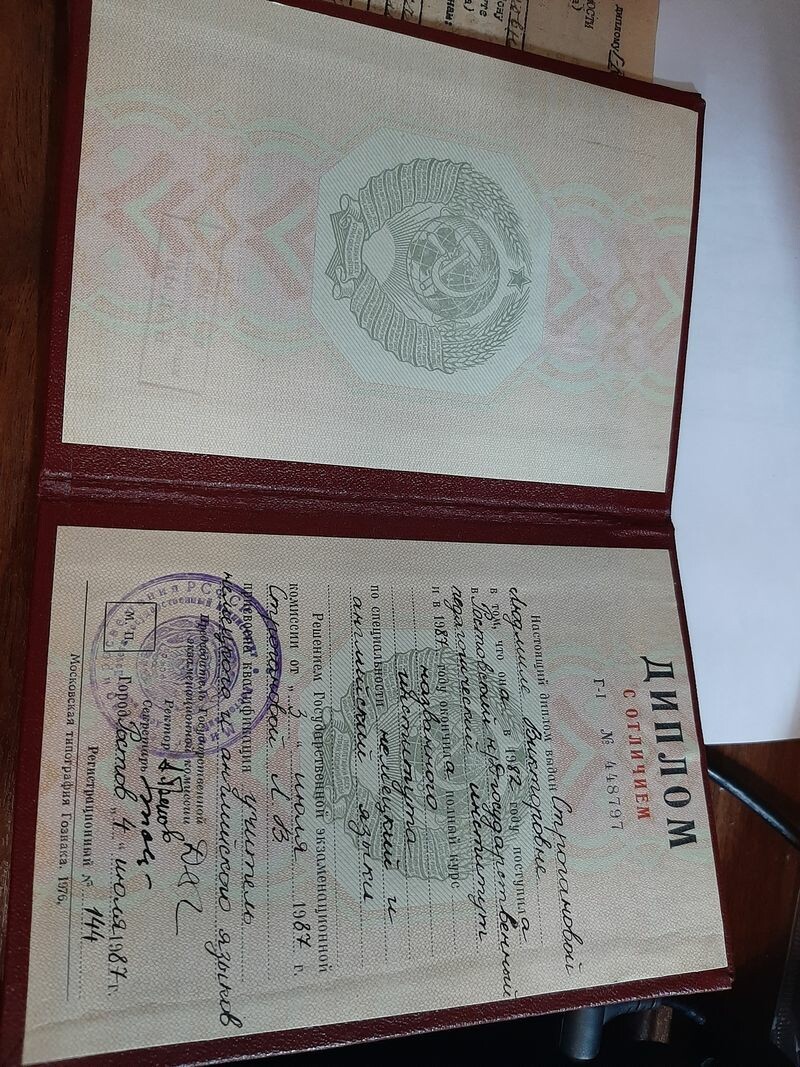 ДИПЛОМ
С ОТЛИЧИЕМ
Г-I № 448797
Настоящий диплом выдан Строгановой
Людмиле Викторовне
в том, что она в 1982 году поступила
в Ростовский н/Д государственный
педагогический институт
и в 1987 году окончила полный курс
названного
института
по специальности немецкий и
английский языки
Решением Государственной экзаменационной
комиссии от „3“ июля 1987 г.
Строгановой Л. В.
присвоена квалификация учитель
немецкого и английского языков
Председатель Государственной
экзаменационной комиссии
Ректор
Секретарь
М. П.
Город Ростов „4“ июля 1987 г.
Регистрационный № 144
Московская типография Гознака. 1976.